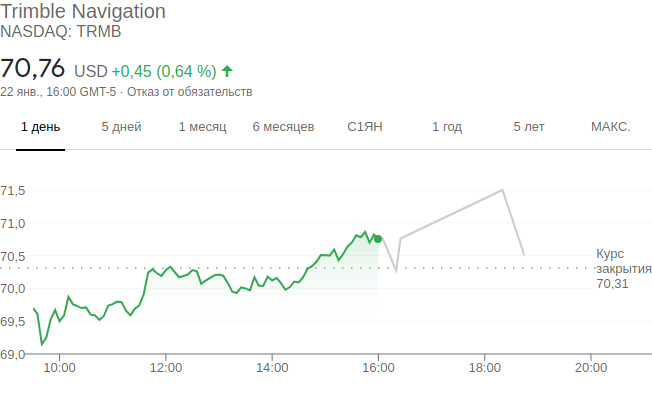 Trimble Navigation
NASDAQ: TRMB
70,76 USD +0,45 (0,64 %)
22 янв., 16:00 GMT-5 · Отказ от обязательств
1 день 5 дней 1 месяц 6 месяцев С1ЯН 1 год 5 лет МАКС.
71,5
71,0
70,5
Курс
закрытия
70,31
70,0
69,5
69,0
10:00 12:00 14:00 16:00 18:00 20:00